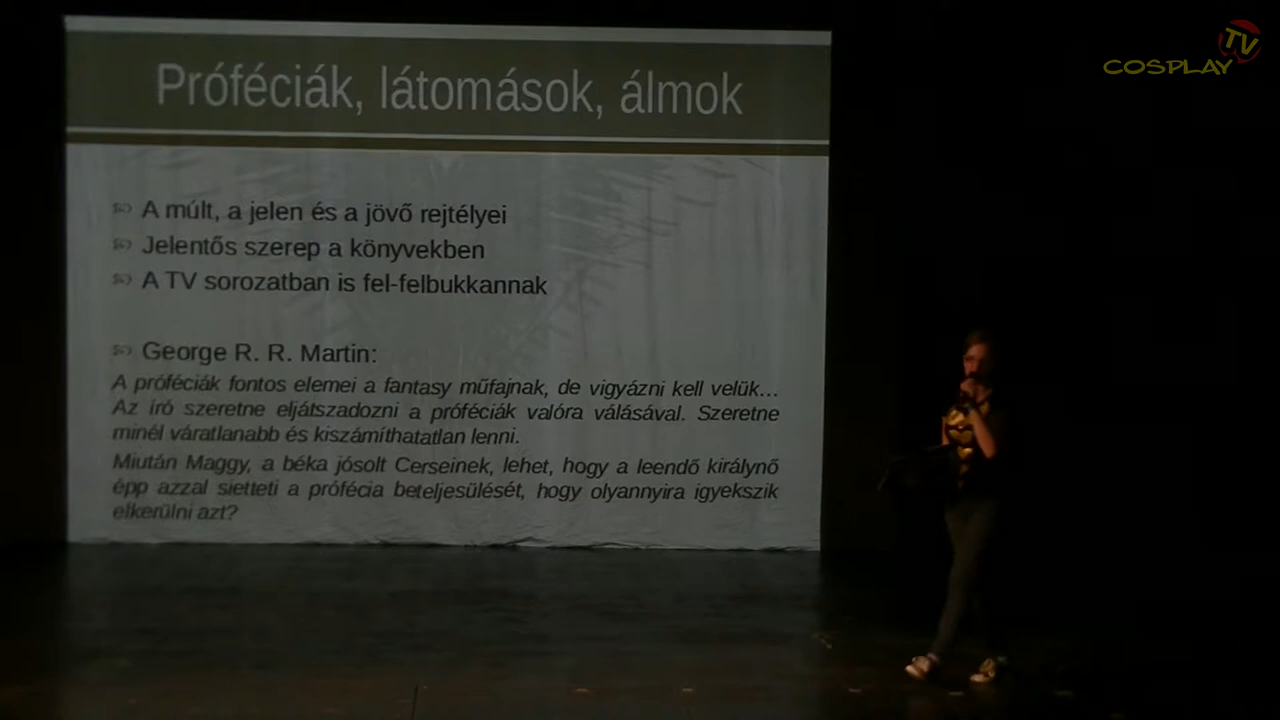 COSPLAY TV
Próféciák, látomások, álmok
A múlt, a jelen és a jövő rejtélyei
Jelentős szerep a könyvekben
A TV sorozatban is fel-felbukkannak
George R. R. Martin:
A próféciák fontos elemei a fantasy műfajnak, de vigyázni kell velük…
Az író szeretne eljátszadozni a próféciák valóra válásával. Szeretne
minél váratlanabb és kiszámíthatatlan lenni.
Miután Maggy, a béka jósolt Cerseinek, lehet, hogy a leendő királynő
épp azzal sietteti a prófécia beteljesülését, hogy olyannyira igyekszik
elkerülni azt?